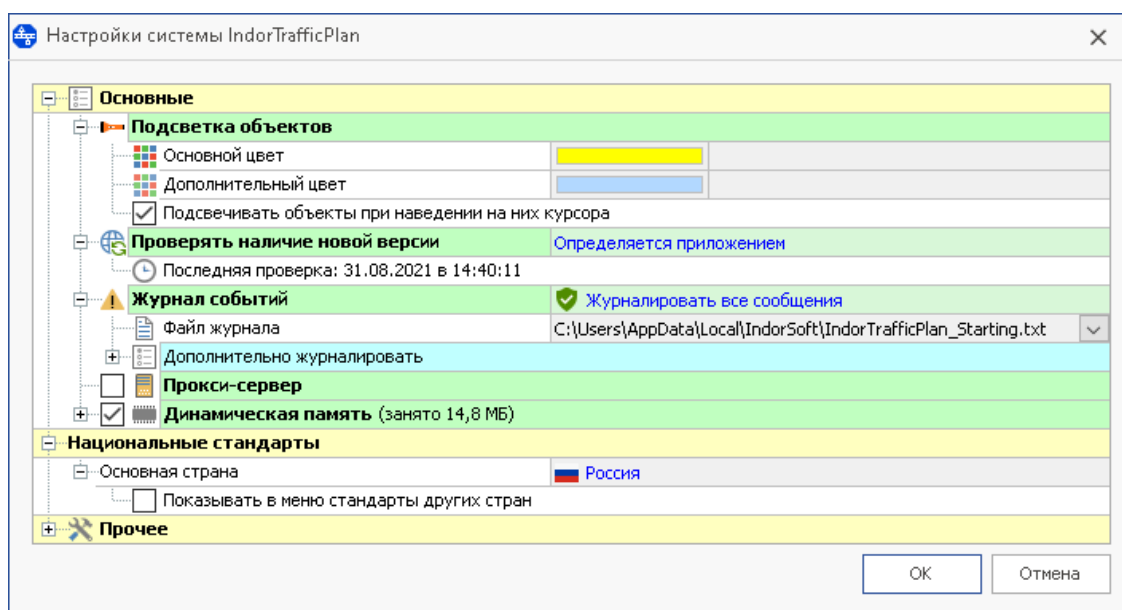 Настройки системы IndorTrafficPlan
Основные
Подсветка объектов
Основной цвет
Дополнительный цвет
Подсвечивать объекты при наведении на них курсора
Проверять наличие новой версии Определяется приложением
Последняя проверка: 31.08.2021 в 14:40:11
Журнал событий Журналировать все сообщения
Файл журнала C:\Users\AppData\Local\IndorSoft\IndorTrafficPlan_Starting.txt
Дополнительно журналировать
Прокси-сервер
Динамическая память (занято 14,8 МБ)
Национальные стандарты
Основная страна Россия
Показывать в меню стандарты других стран
Прочее
ОК Отмена